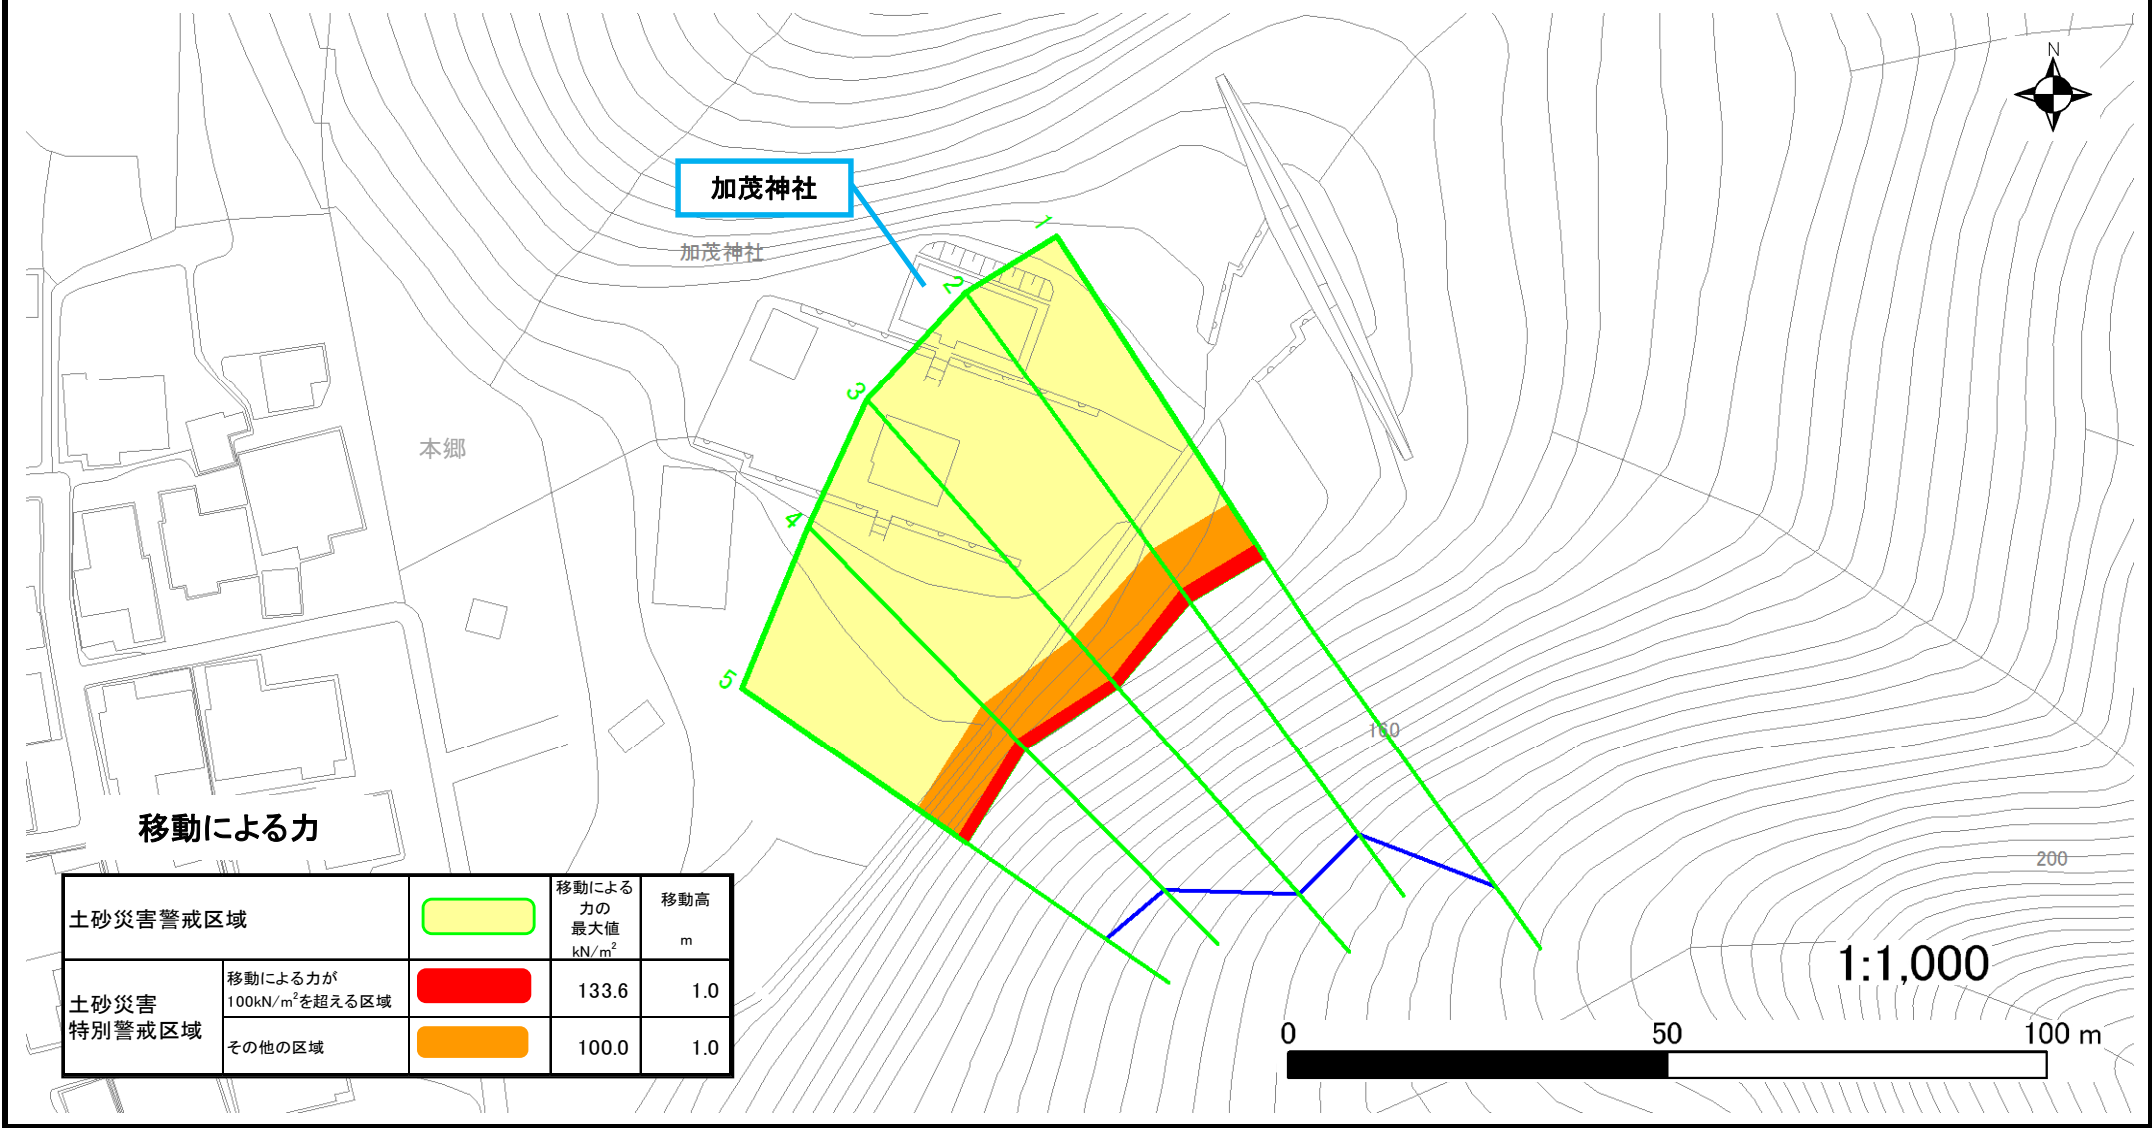 N
加茂神社
加茂神社
1
2
3
本郷
4
5
160
移動による力
200
土砂災害警戒区域
移動による
力の
最大値
kN/m²
移動高
m
土砂災害
特別警戒区域
移動による力が
100kN/m²を超える区域
133.6
1.0
その他の区域
100.0
1.0
1:1,000
0
50
100 m